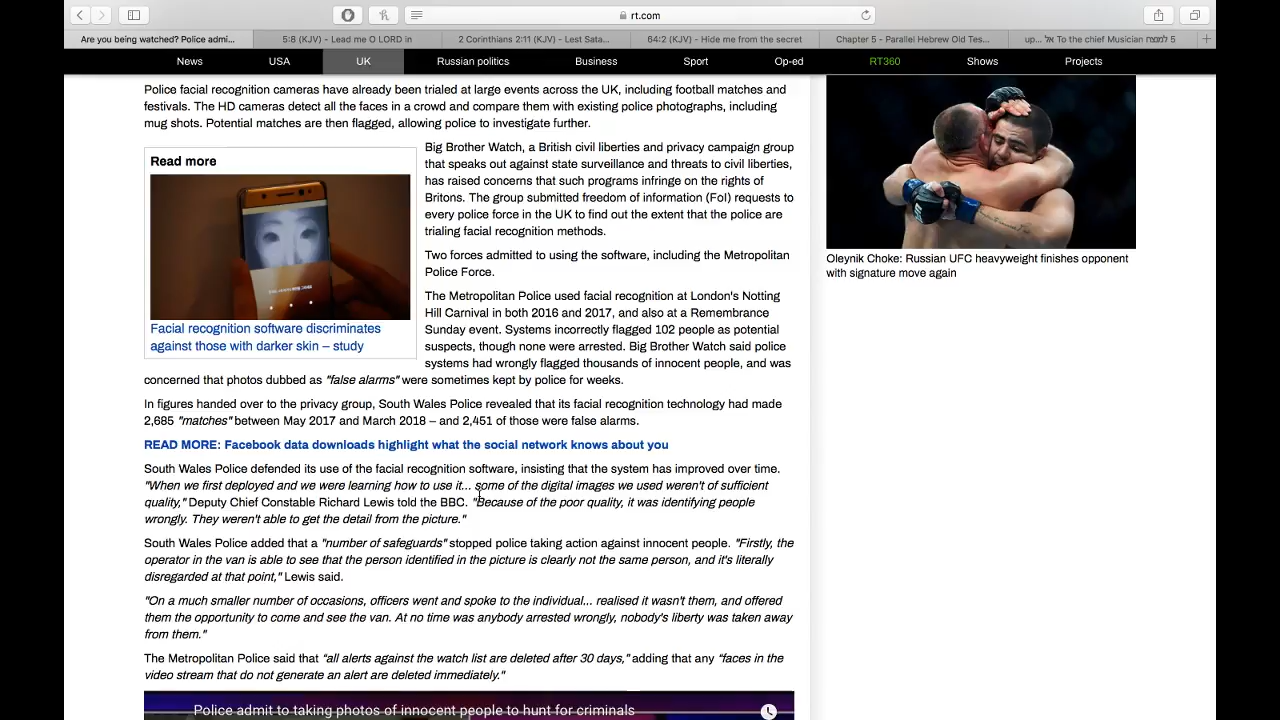 rt.com
Are you being watched? Police admi...
5:8 (KJV) - Lead me O LORD in
2 Corinthians 2:11 (KJV) - Lest Sata...
64:2 (KJV) - Hide me from the secret
Chapter 5 - Parallel Hebrew Old Tes...
News
USA
UK
Russian politics
Business
Sport
Op-ed
RT360
Shows
Projects
Police facial recognition cameras have already been trialed at large events across the UK, including football matches and
festivals. The HD cameras detect all the faces in a crowd and compare them with existing police photographs, including
mug shots. Potential matches are then flagged, allowing police to investigate further.
Read more
Facial recognition software discriminates
against those with darker skin – study
Big Brother Watch, a British civil liberties and privacy campaign group
that speaks out against state surveillance and threats to civil liberties,
has raised concerns that such programs infringe on the rights of
Britons. The group submitted freedom of information (FoI) requests to
every police force in the UK to find out the extent that the police are
trialing facial recognition methods.
Two forces admitted to using the software, including the Metropolitan
Police Force.
The Metropolitan Police used facial recognition at London's Notting
Hill Carnival in both 2016 and 2017, and also at a Remembrance
Sunday event. Systems incorrectly flagged 102 people as potential
suspects, though none were arrested. Big Brother Watch said police
systems had wrongly flagged thousands of innocent people, and was
concerned that photos dubbed as "false alarms" were sometimes kept by police for weeks.
In figures handed over to the privacy group, South Wales Police revealed that its facial recognition technology had made
2,685 "matches" between May 2017 and March 2018 – and 2,451 of those were false alarms.
READ MORE: Facebook data downloads highlight what the social network knows about you
South Wales Police defended its use of the facial recognition software, insisting that the system has improved over time.
"When we first deployed and we were learning how to use it... some of the digital images we used weren't of sufficient
quality," Deputy Chief Constable Richard Lewis told the BBC. "Because of the poor quality, it was identifying people
wrongly. They weren't able to get the detail from the picture."
South Wales Police added that a "number of safeguards" stopped police taking action against innocent people. "Firstly, the
operator in the van is able to see that the person identified in the picture is clearly not the same person, and it's literally
disregarded at that point," Lewis said.
"On a much smaller number of occasions, officers went and spoke to the individual... realised it wasn't them, and offered
them the opportunity to come and see the van. At no time was anybody arrested wrongly, nobody's liberty was taken away
from them."
The Metropolitan Police said that "all alerts against the watch list are deleted after 30 days," adding that any "faces in the
video stream that do not generate an alert are deleted immediately."
Police admit to taking photos of innocent people to hunt for criminals
Oleynik Choke: Russian UFC heavyweight finishes opponent
with signature move again